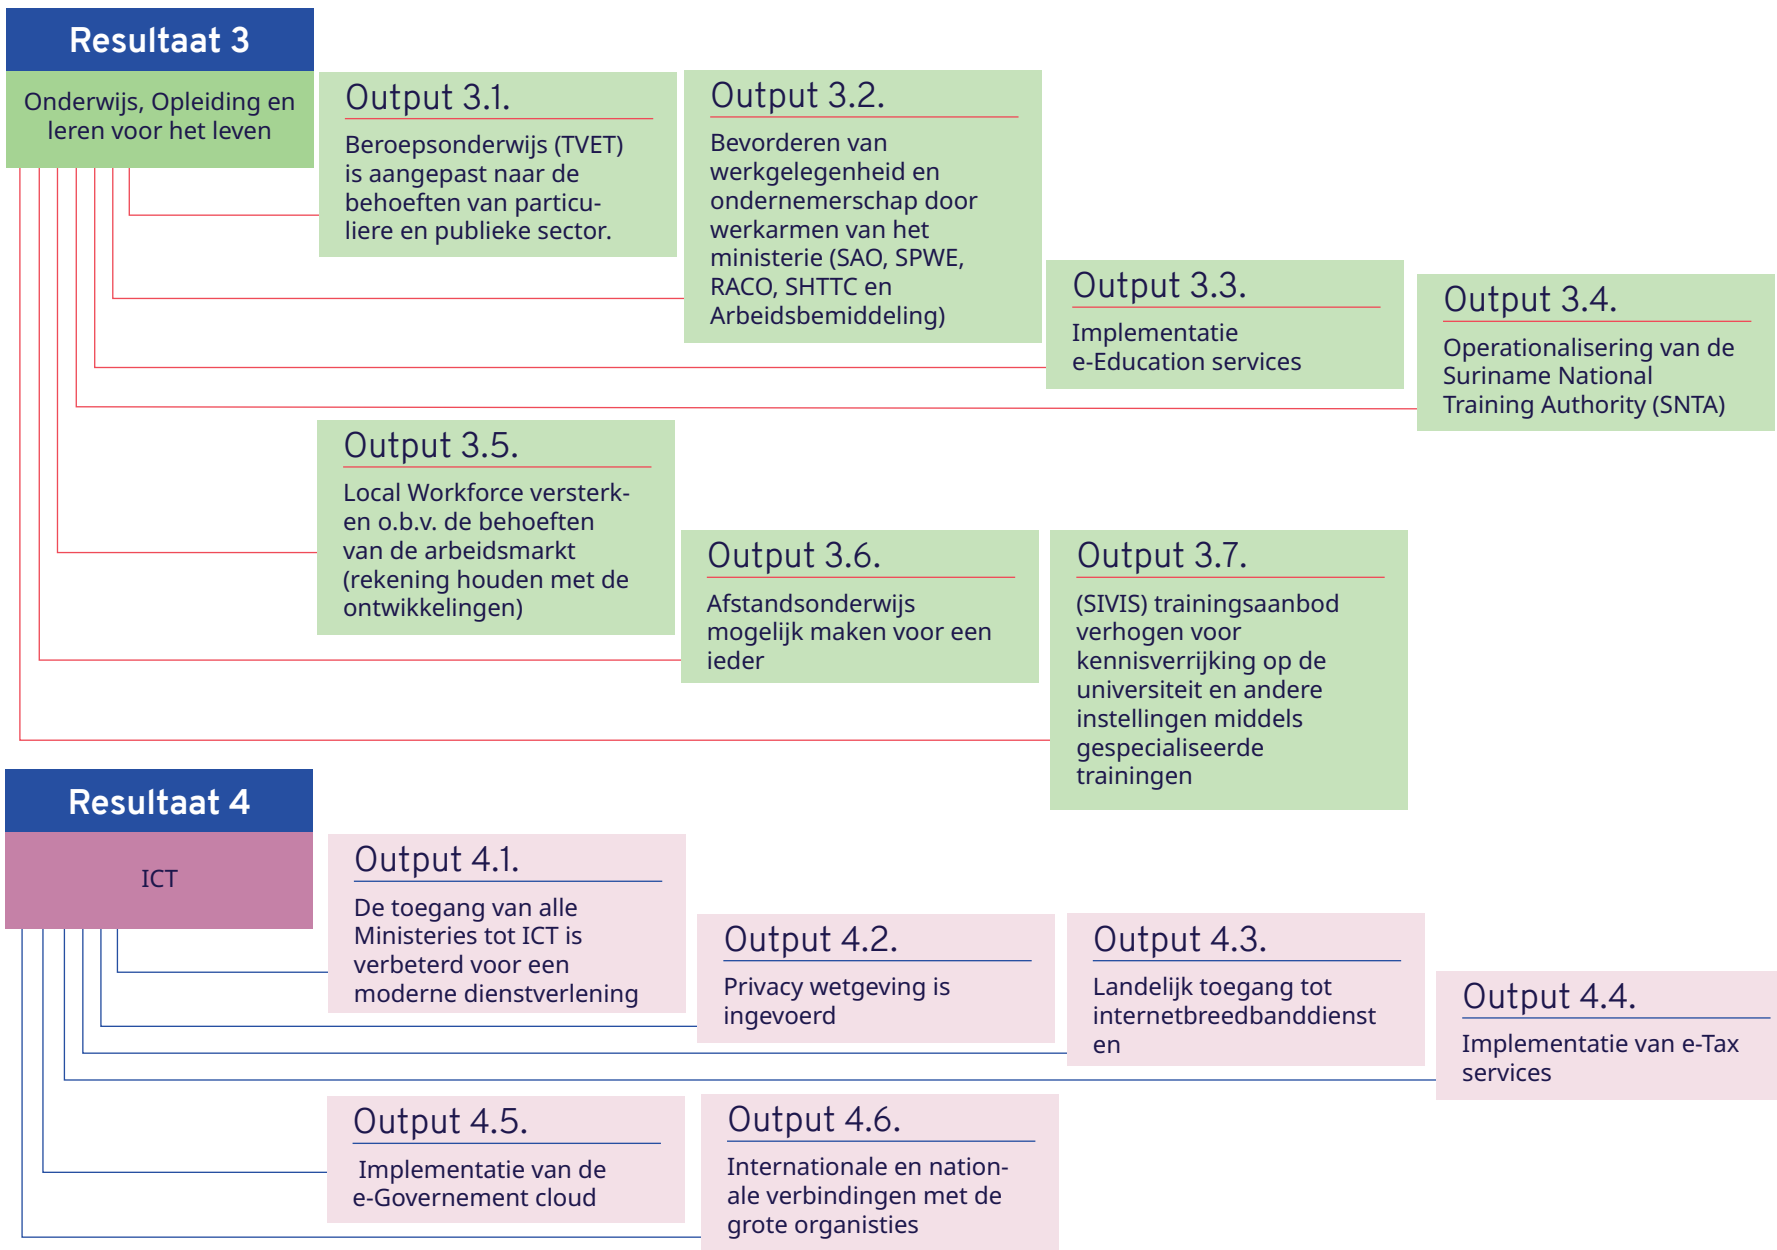 Resultaat 3
Onderwijs, Opleiding en
leren voor het leven
Output 3.1.
Beroepsonderwijs (TVET)
is aangepast naar de
behoeften van particu-
liere en publieke sector.
Output 3.2.
Bevorderen van
werkgelegenheid en
ondernemerschap door
werkarmen van het
ministerie (SAO, SPWE,
RACO, SHTTC en
Arbeidsbemiddeling)
Output 3.3.
Implementatie
e-Education services
Output 3.4.
Operationalisering van de
Suriname National
Training Authority (SNTA)
Output 3.5.
Local Workforce versterk-
en o.b.v. de behoeften
van de arbeidsmarkt
(rekening houden met de
ontwikkelingen)
Output 3.6.
Afstandsonderwijs
mogelijk maken voor een
ieder
Output 3.7.
(SIVIS) trainingsaanbod
verhogen voor
kennisverrijking op de
universiteit en andere
instellingen middels
gespecialiseerde
trainingen
Resultaat 4
ICT
Output 4.1.
De toegang van alle
Ministeries tot ICT is
verbeterd voor een
moderne dienstverlening
Output 4.2.
Privacy wetgeving is
ingevoerd
Output 4.3.
Landelijk toegang tot
internetbreedbanddienst
en
Output 4.4.
Implementatie van e-Tax
services
Output 4.5.
Implementatie van de
e-Governement cloud
Output 4.6.
Internationale en nation-
ale verbindingen met de
grote organisties